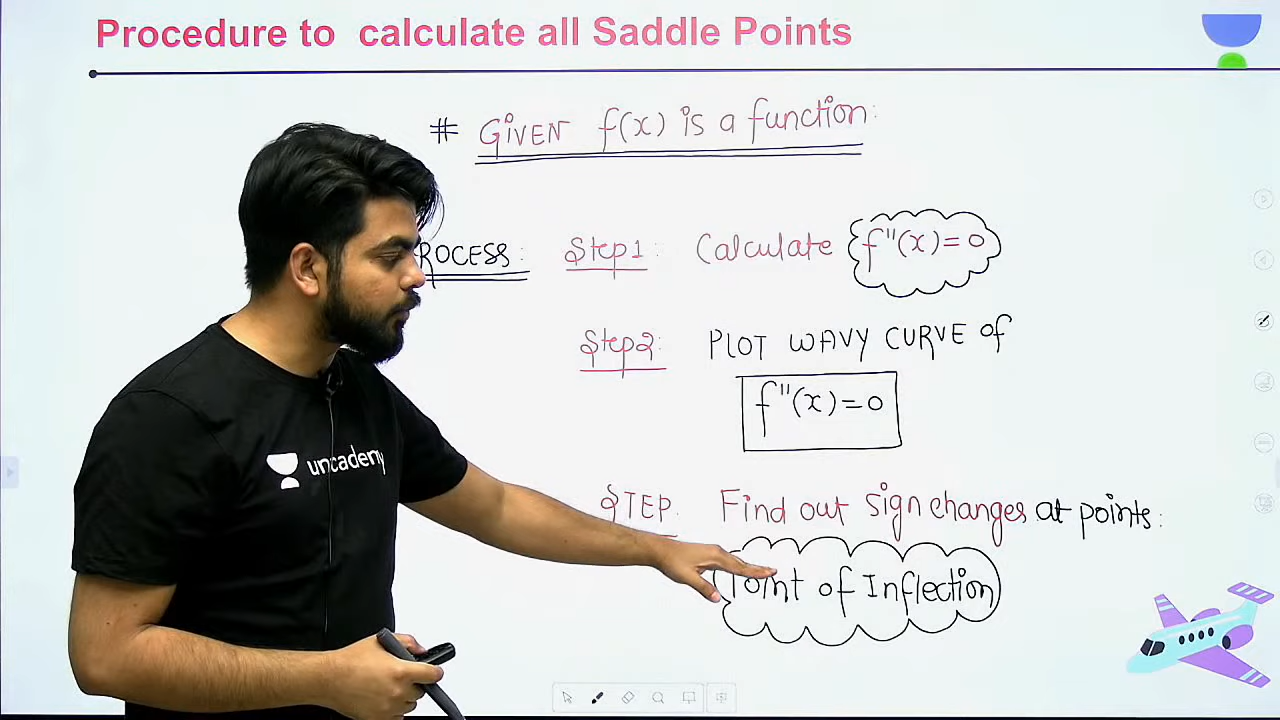 Procedure to calculate all Saddle Points
# GIVEN f(x) is a function:
ROCESS: Step1: Calculate f"(x)=0
Step2: PLOT WAVY CURVE of
f"(x)=0
STEP. Find out sign changes at points:
Point of Inflection
unacademy